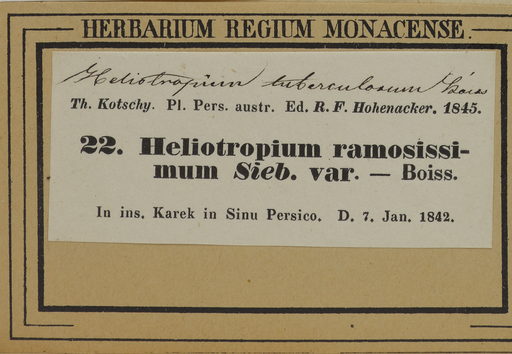 HERBARIUM REGIUM MONACENSE.
Heliotropium tuberculosum Boiss
Th. Kotschy. Pl. Pers. austr. Ed. R. F. Hohenacker. 1845.
22. Heliotropium ramosissi-
mum Sieb. var. — Boiss.
In ins. Karek in Sinu Persico. D. 7. Jan. 1842.